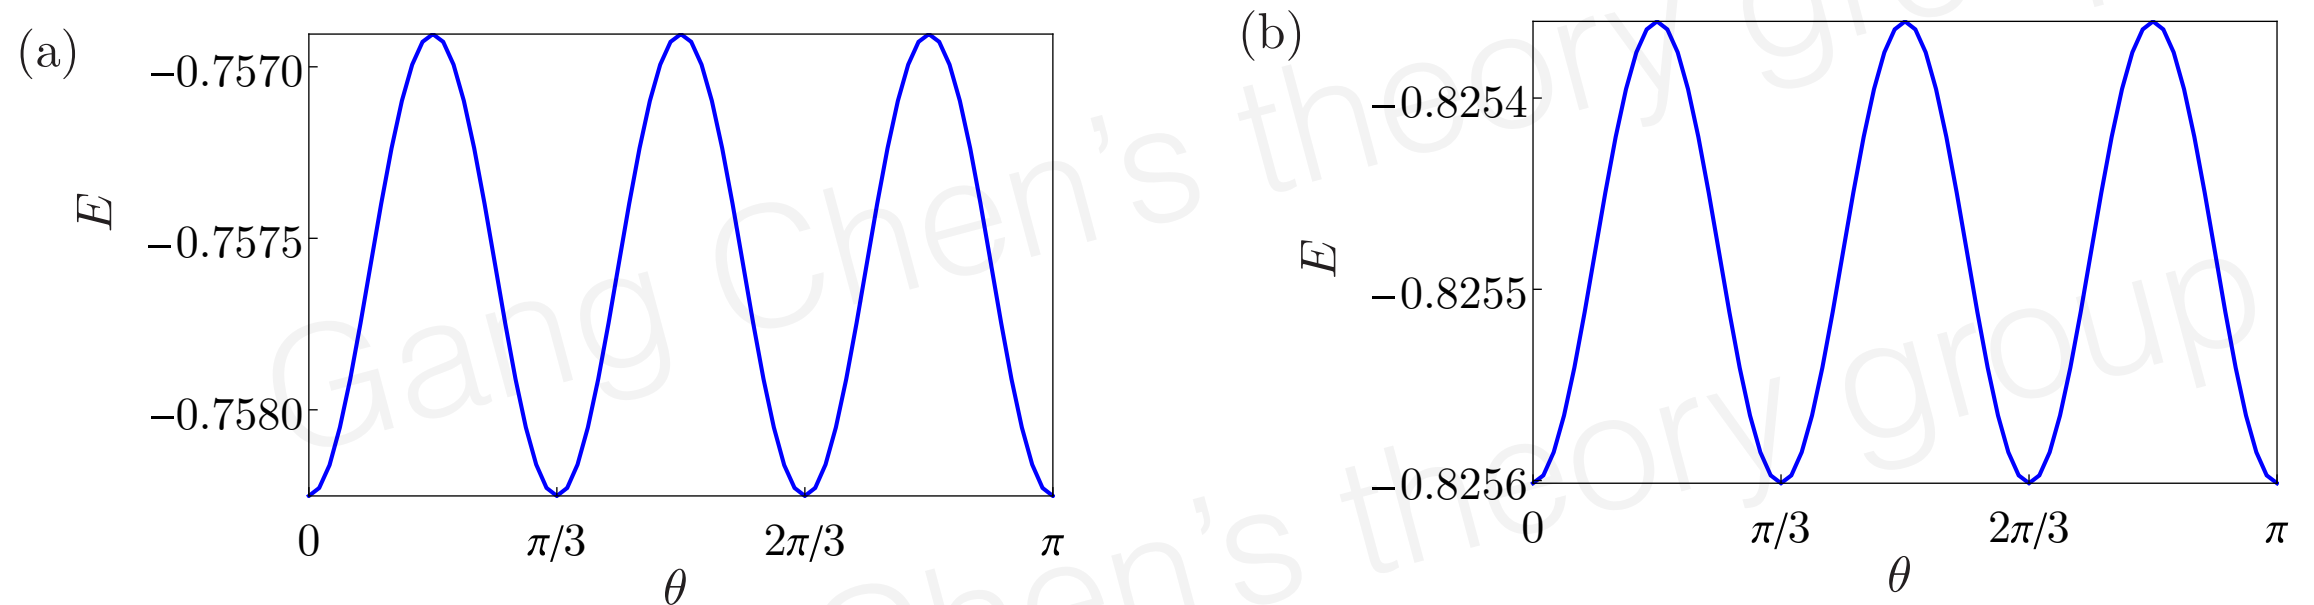 (a)
−0.7570
−0.7575
−0.7580
E
0 π/3 2π/3 π
θ
(b)
−0.8254
−0.8255
−0.8256
E
0 π/3 2π/3 π
θ
Gang Chen's theory group
Chen's theory group